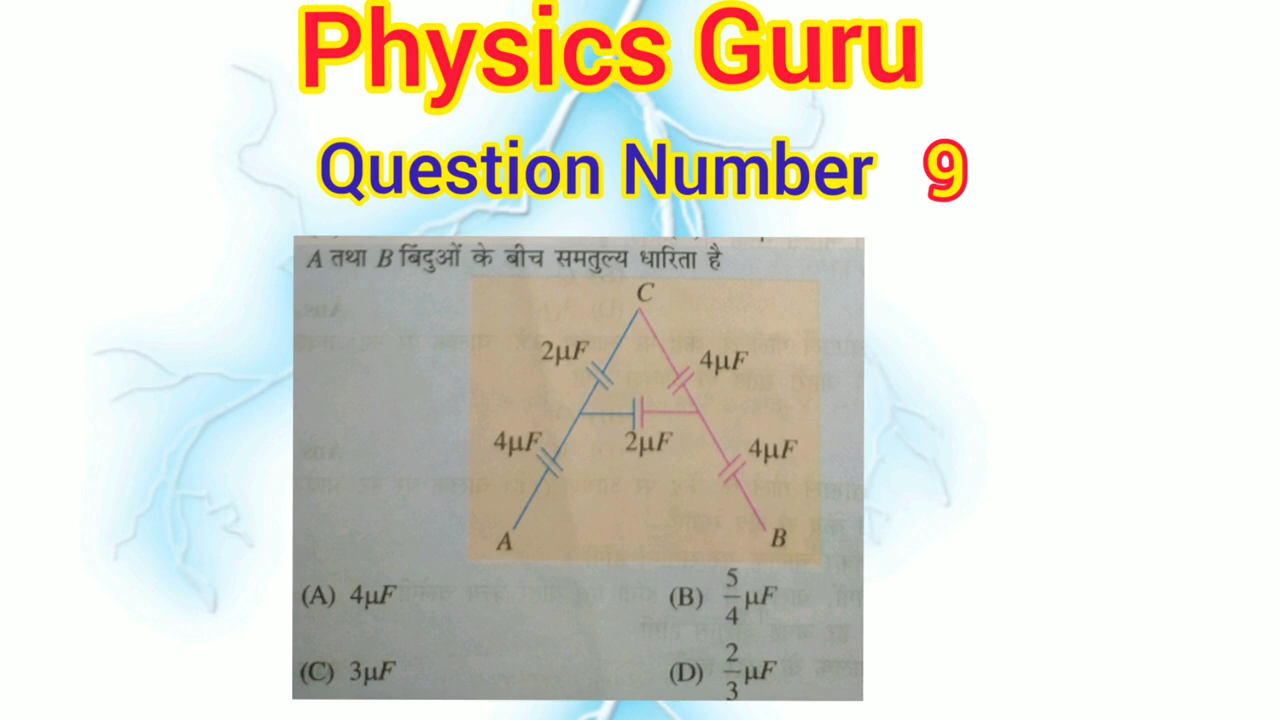 Physics Guru
Question Number 9
A तथा B बिंदुओं के बीच समतुल्य धारिता है
C
2µF
4µF
4µF
2µF
4µF
A
B
(A) 4µF
(B) 5/4 µF
(C) 3µF
(D) 2/3 µF